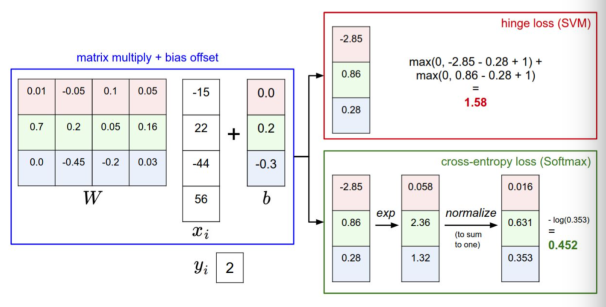 hinge loss (SVM)
matrix multiply + bias offset
0.01 -0.05 0.1 0.05
0.7 0.2 0.05 0.16
0.0 -0.45 -0.2 0.03
W
-15
22
-44
56
x_i
+
0.0
0.2
-0.3
b
y_i 2
-2.85
0.86
0.28
max(0, -2.85 - 0.28 + 1) +
max(0, 0.86 - 0.28 + 1)
=
1.58
cross-entropy loss (Softmax)
-2.85
0.86
0.28
exp
0.058
2.36
1.32
normalize
(to sum
to one)
0.016
0.631
0.353
- log(0.353)
=
0.452